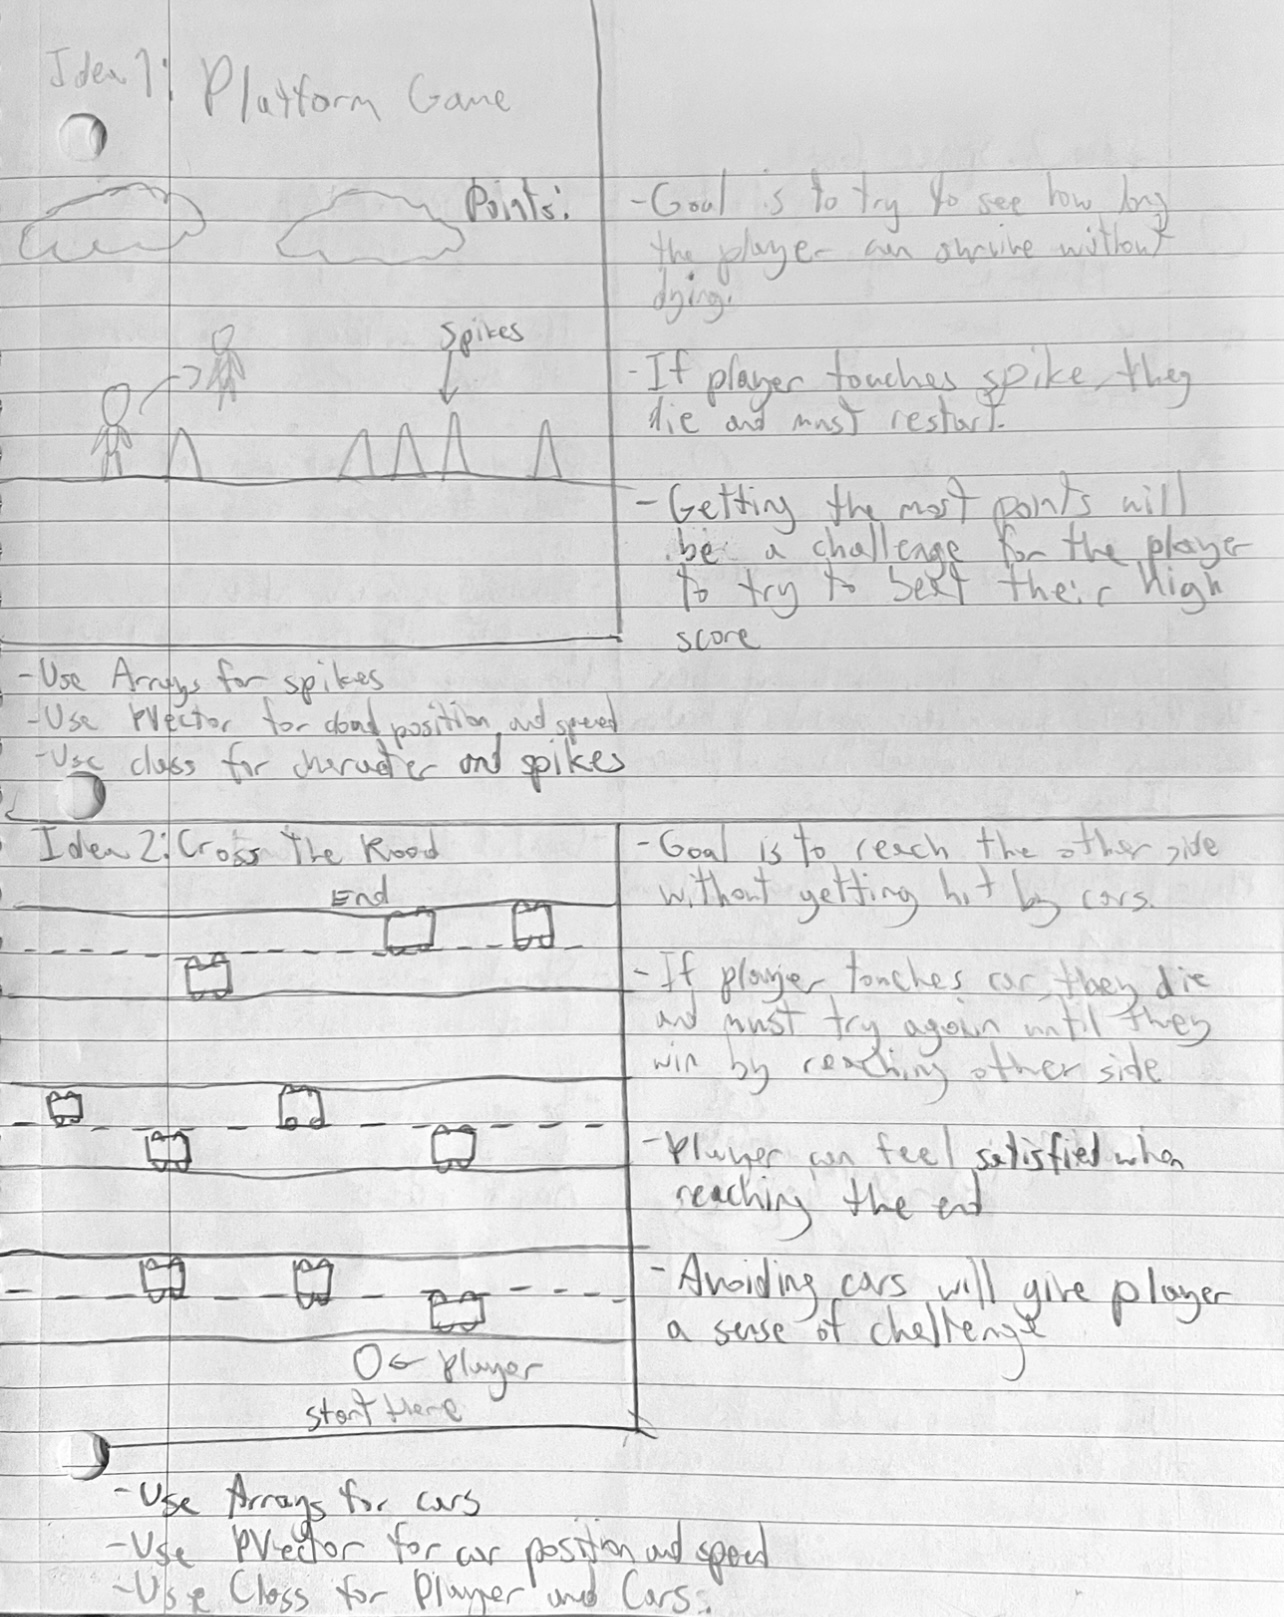 Idea 1: Platform Game
Points:
Spikes
- Goal is to try to see how long
the player can survive without
dying.
- If player touches spike, they
die and must restart.
- Getting the most points will
be a challenge for the player
to try to beat their high
score
- Use Arrays for spikes
- Use PVector for cloud position and speed
- Use class for character and spikes
Idea 2: Cross The Road
End
player
start here
- Goal is to reach the other side
without getting hit by cars.
- If player touches car, they die
and must try again until they
win by reaching other side
- Player can feel satisfied when
reaching the end
- Avoiding cars will give player
a sense of challenge
- Use Arrays for cars
- Use PVector for car position and speed
- Use Class for Player and Cars.